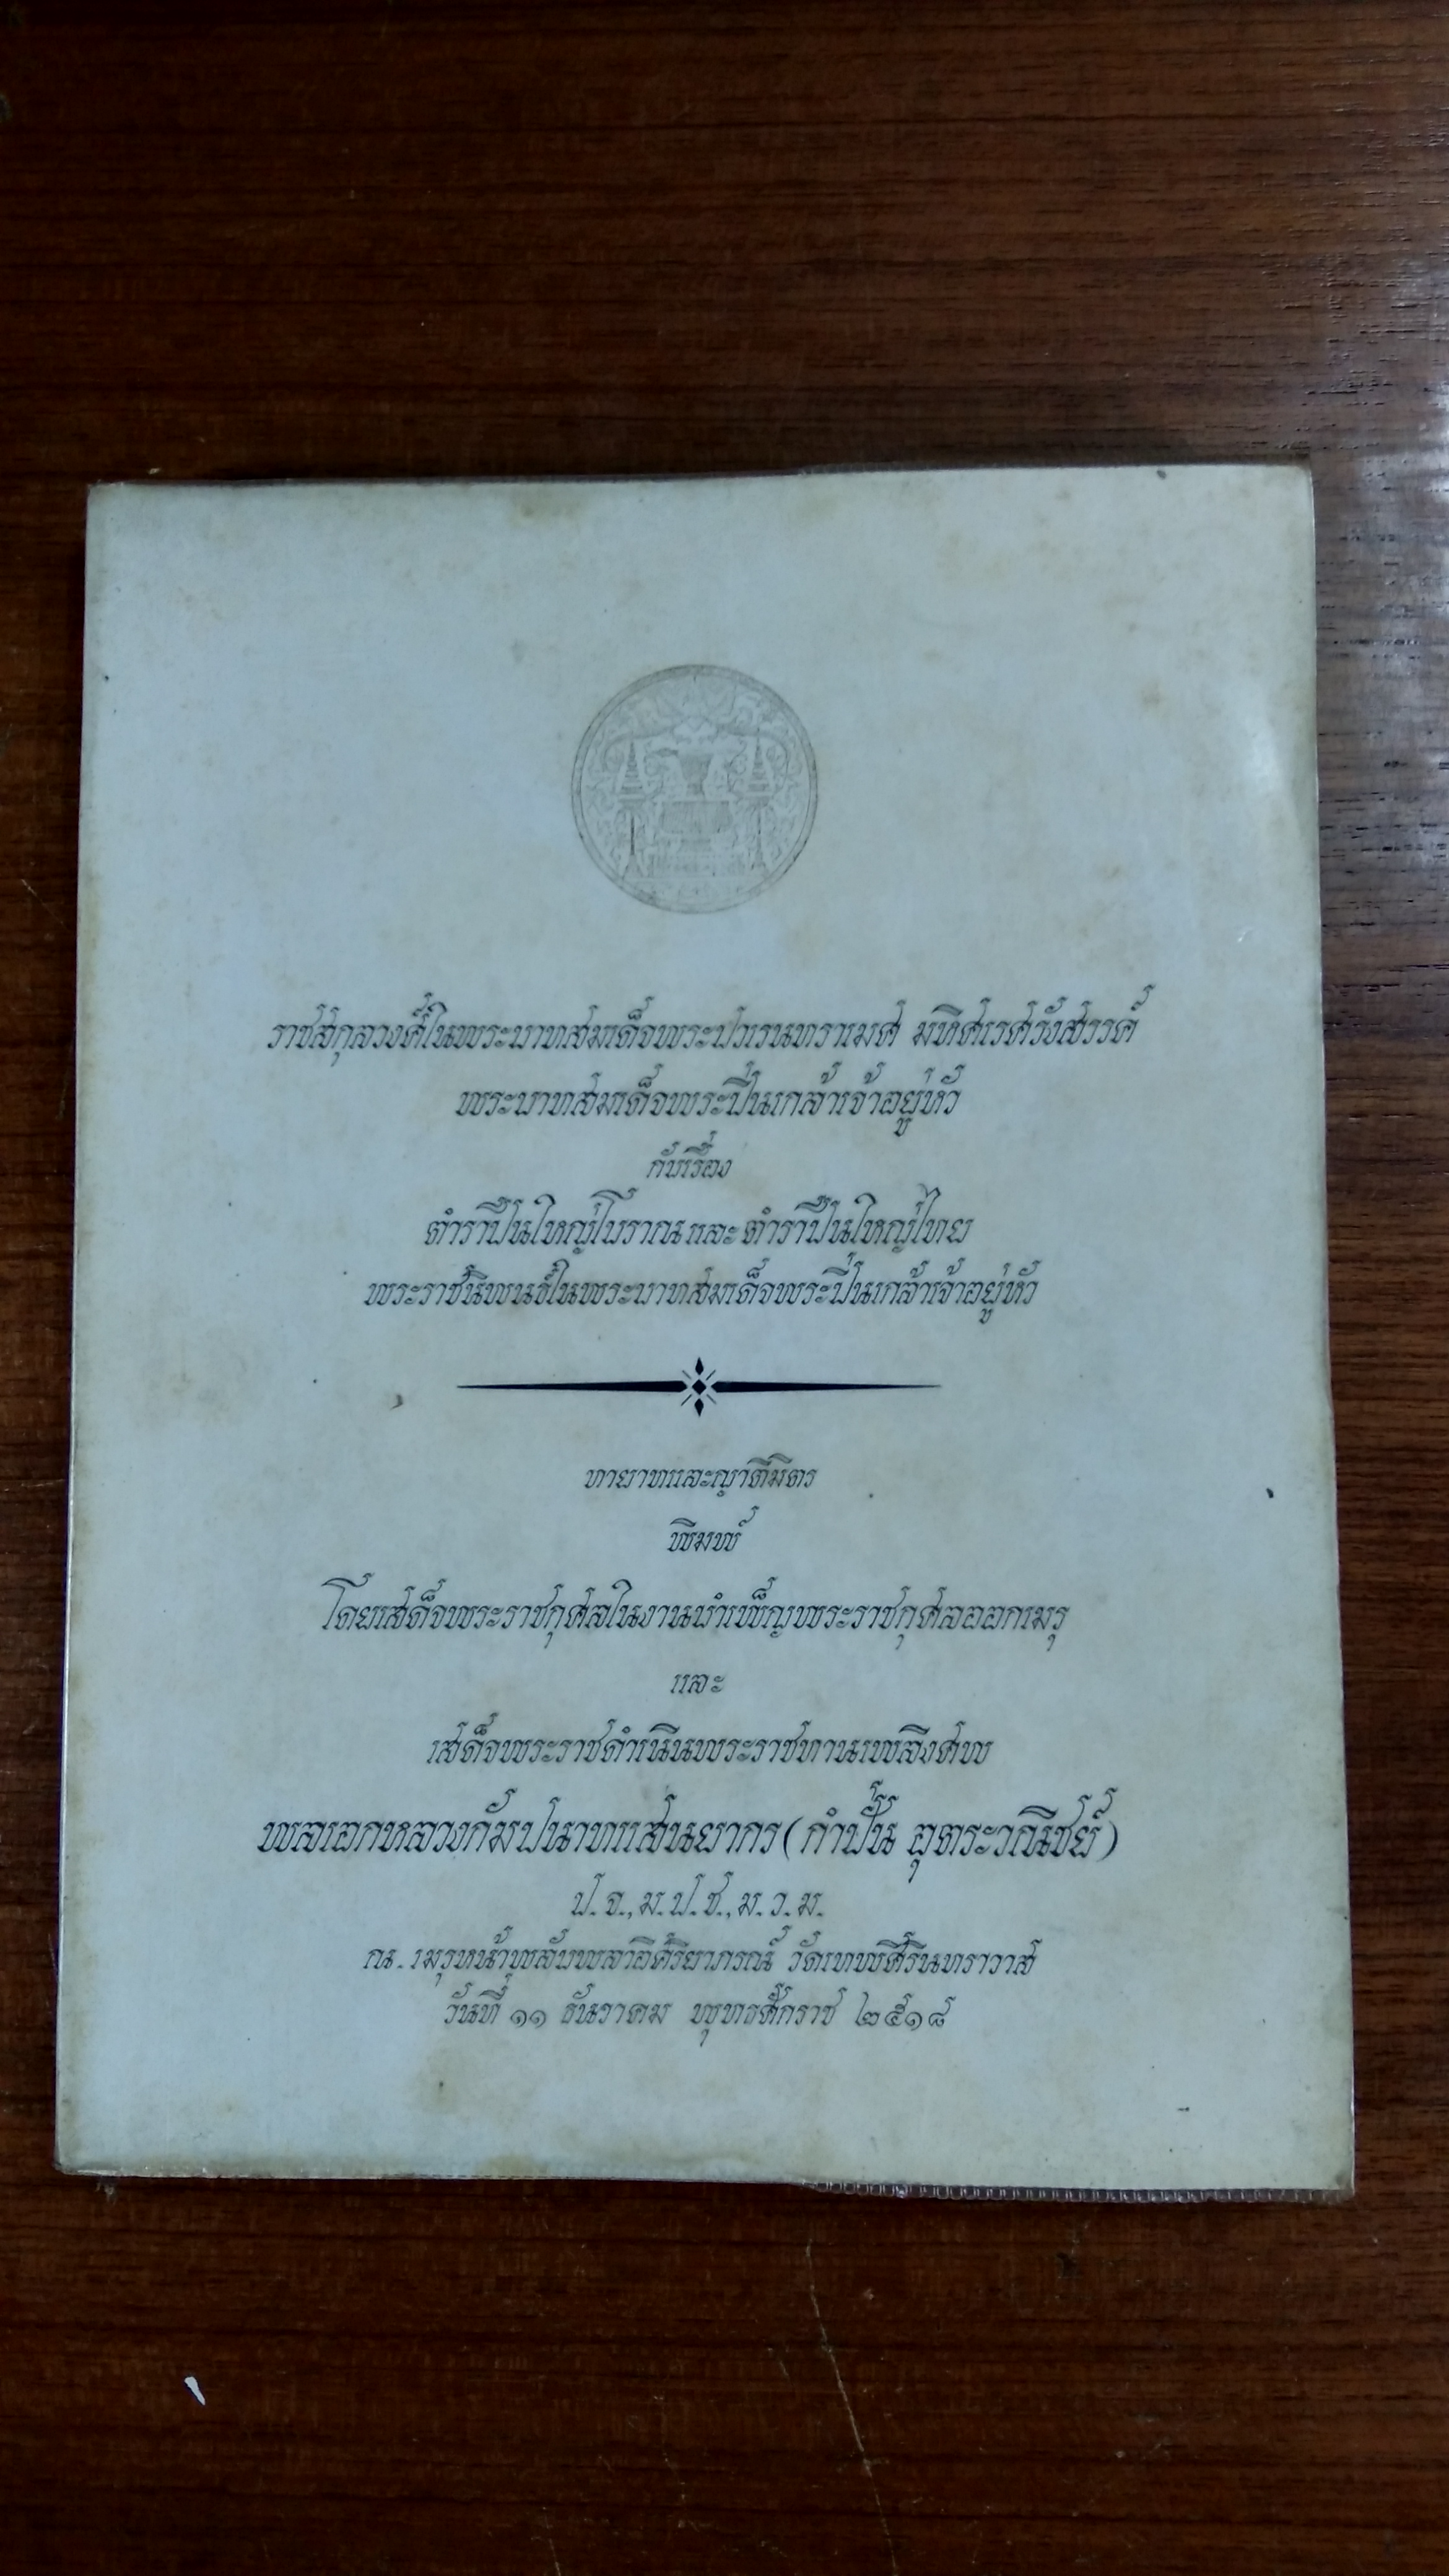 ราชสกุลวงศ์ในพระบาทสมเด็จพระปวเรนทราเมศ มหิศเรศรังสรรค์
พระบาทสมเด็จพระปิ่นเกล้าเจ้าอยู่หัว
กับเรื่อง
ตำราปืนใหญ่โบราณ และ ตำราปืนใหญ่ไทย
พระราชนิพนธ์ในพระบาทสมเด็จพระปิ่นเกล้าเจ้าอยู่หัว
ทายาทและญาติมิตร
พิมพ์
โดยเสด็จพระราชกุศลในงานบำเพ็ญพระราชกุศลออกเมรุ
และ
เสด็จพระราชดำเนินพระราชทานเพลิงศพ
พลเอกหลวงกัมปนาทแสนยากร (กำปั่น อุตระวณิชย์)
ป.จ., ม.ป.ช., ม.ว.ม.
ณ. เมรุหน้าพลับพลาอิศริยาภรณ์ วัดเทพศิรินทราวาส
วันที่ ๑๑ ธันวาคม พุทธศักราช ๒๕๑๘